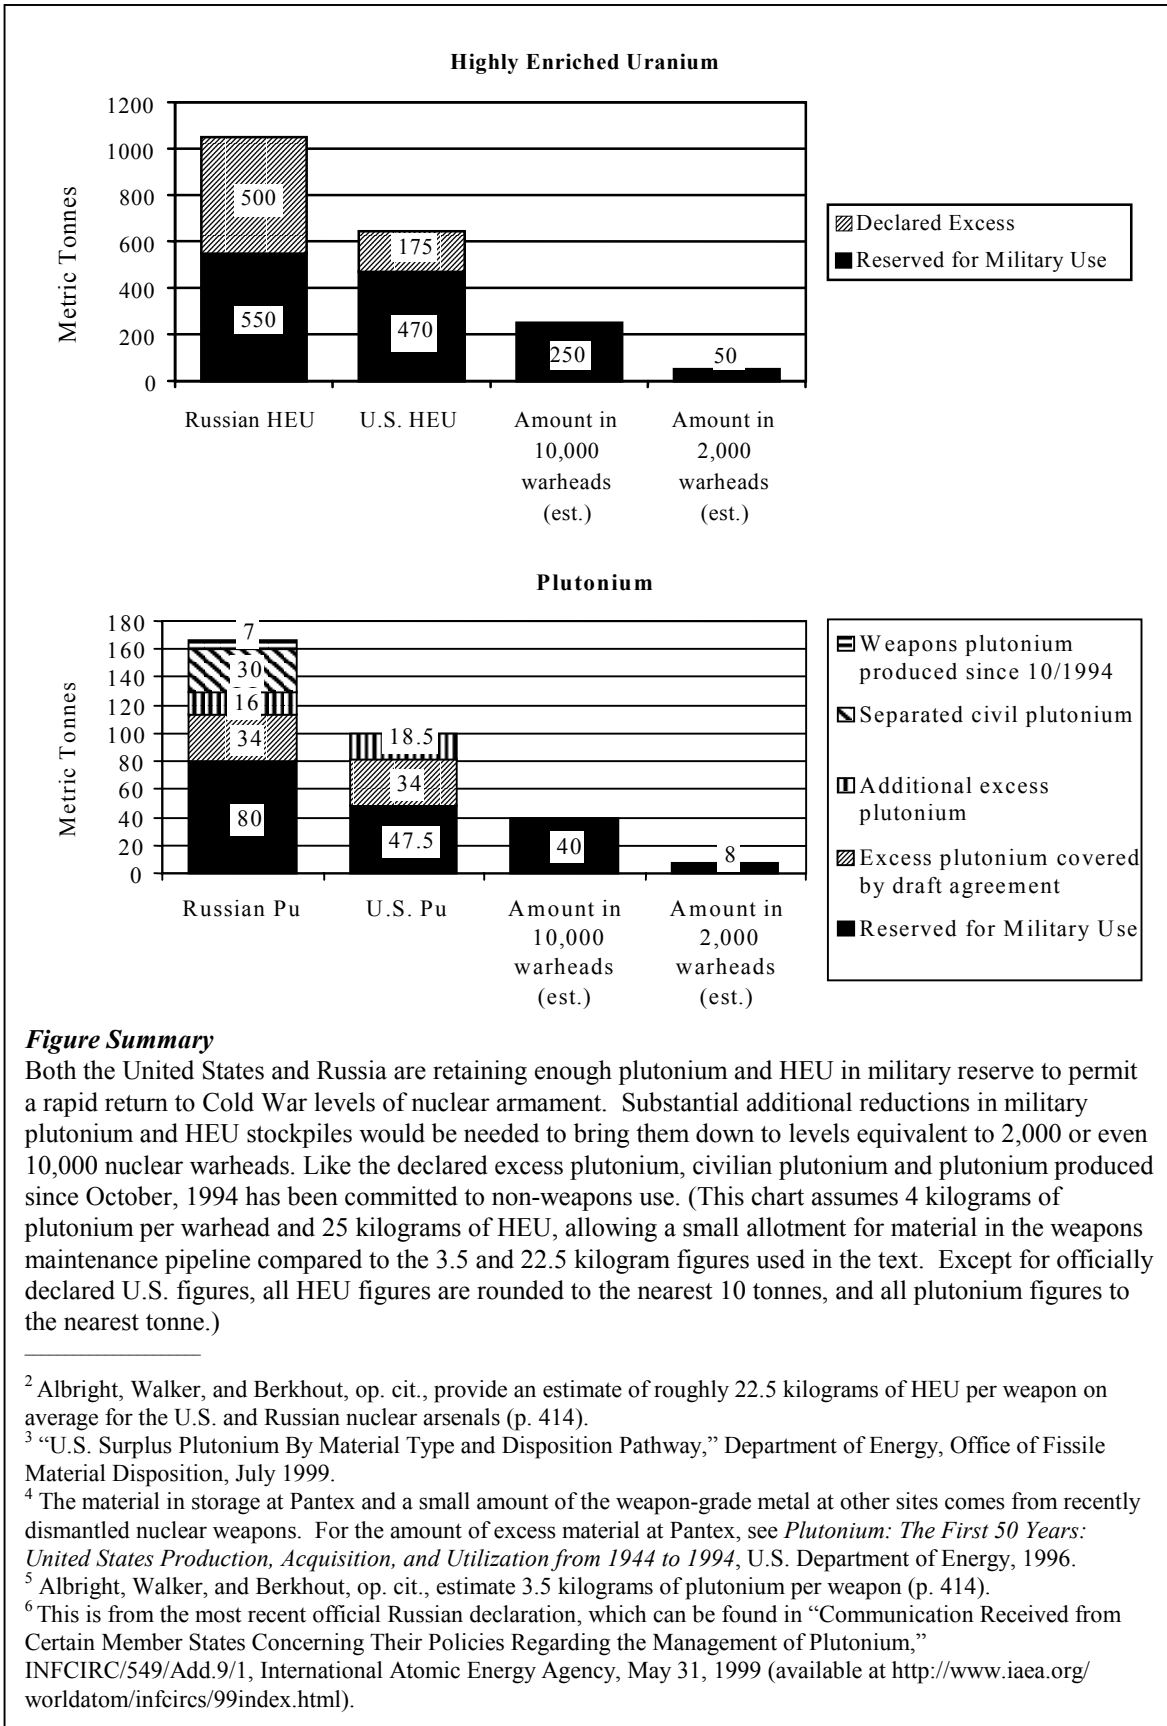 Highly Enriched Uranium
1200
1000
800
600
400
200
0
Metric Tonnes
500
550
175
470
250
50
Russian HEU
U.S. HEU
Amount in
10,000
warheads
(est.)
Amount in
2,000
warheads
(est.)
Declared Excess
Reserved for Military Use
Plutonium
180
160
140
120
100
80
60
40
20
0
Metric Tonnes
7
30
16
34
80
18.5
34
47.5
40
8
Russian Pu
U.S. Pu
Amount in
10,000
warheads
(est.)
Amount in
2,000
warheads
(est.)
Weapons plutonium
produced since 10/1994
Separated civil plutonium
Additional excess
plutonium
Excess plutonium covered
by draft agreement
Reserved for Military Use
Figure Summary
Both the United States and Russia are retaining enough plutonium and HEU in military reserve to permit
a rapid return to Cold War levels of nuclear armament.  Substantial additional reductions in military
plutonium and HEU stockpiles would be needed to bring them down to levels equivalent to 2,000 or even
10,000 nuclear warheads. Like the declared excess plutonium, civilian plutonium and plutonium produced
since October, 1994 has been committed to non-weapons use. (This chart assumes 4 kilograms of
plutonium per warhead and 25 kilograms of HEU, allowing a small allotment for material in the weapons
maintenance pipeline compared to the 3.5 and 22.5 kilogram figures used in the text.  Except for officially
declared U.S. figures, all HEU figures are rounded to the nearest 10 tonnes, and all plutonium figures to
the nearest tonne.)
2 Albright, Walker, and Berkhout, op. cit., provide an estimate of roughly 22.5 kilograms of HEU per weapon on
average for the U.S. and Russian nuclear arsenals (p. 414).
3 “U.S. Surplus Plutonium By Material Type and Disposition Pathway,” Department of Energy, Office of Fissile
Material Disposition, July 1999.
4 The material in storage at Pantex and a small amount of the weapon-grade metal at other sites comes from recently
dismantled nuclear weapons.  For the amount of excess material at Pantex, see Plutonium: The First 50 Years:
United States Production, Acquisition, and Utilization from 1944 to 1994, U.S. Department of Energy, 1996.
5 Albright, Walker, and Berkhout, op. cit., estimate 3.5 kilograms of plutonium per weapon (p. 414).
6 This is from the most recent official Russian declaration, which can be found in “Communication Received from
Certain Member States Concerning Their Policies Regarding the Management of Plutonium,”
INFCIRC/549/Add.9/1, International Atomic Energy Agency, May 31, 1999 (available at http://www.iaea.org/
worldatom/infcircs/99index.html).